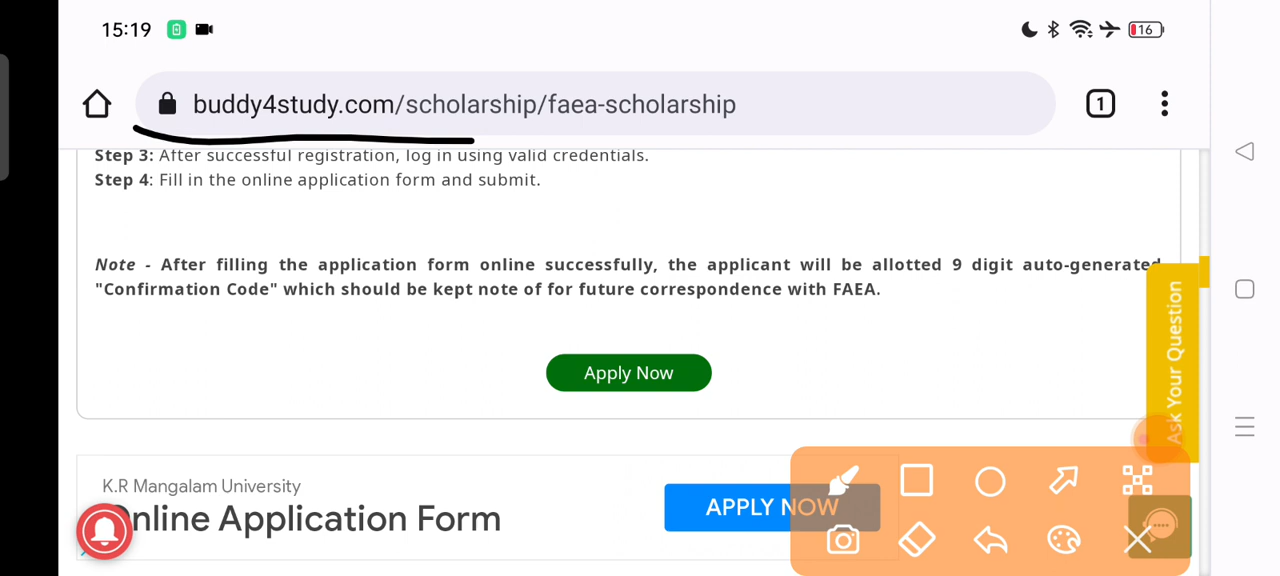 15:19
16
buddy4study.com/scholarship/faea-scholarship
1
Step 3: After successful registration, log in using valid credentials.
Step 4: Fill in the online application form and submit.
Note - After filling the application form online successfully, the applicant will be allotted 9 digit auto-generated
"Confirmation Code" which should be kept note of for future correspondence with FAEA.
Ask Your Question
Apply Now
K.R Mangalam University
Online Application Form
APPLY NOW